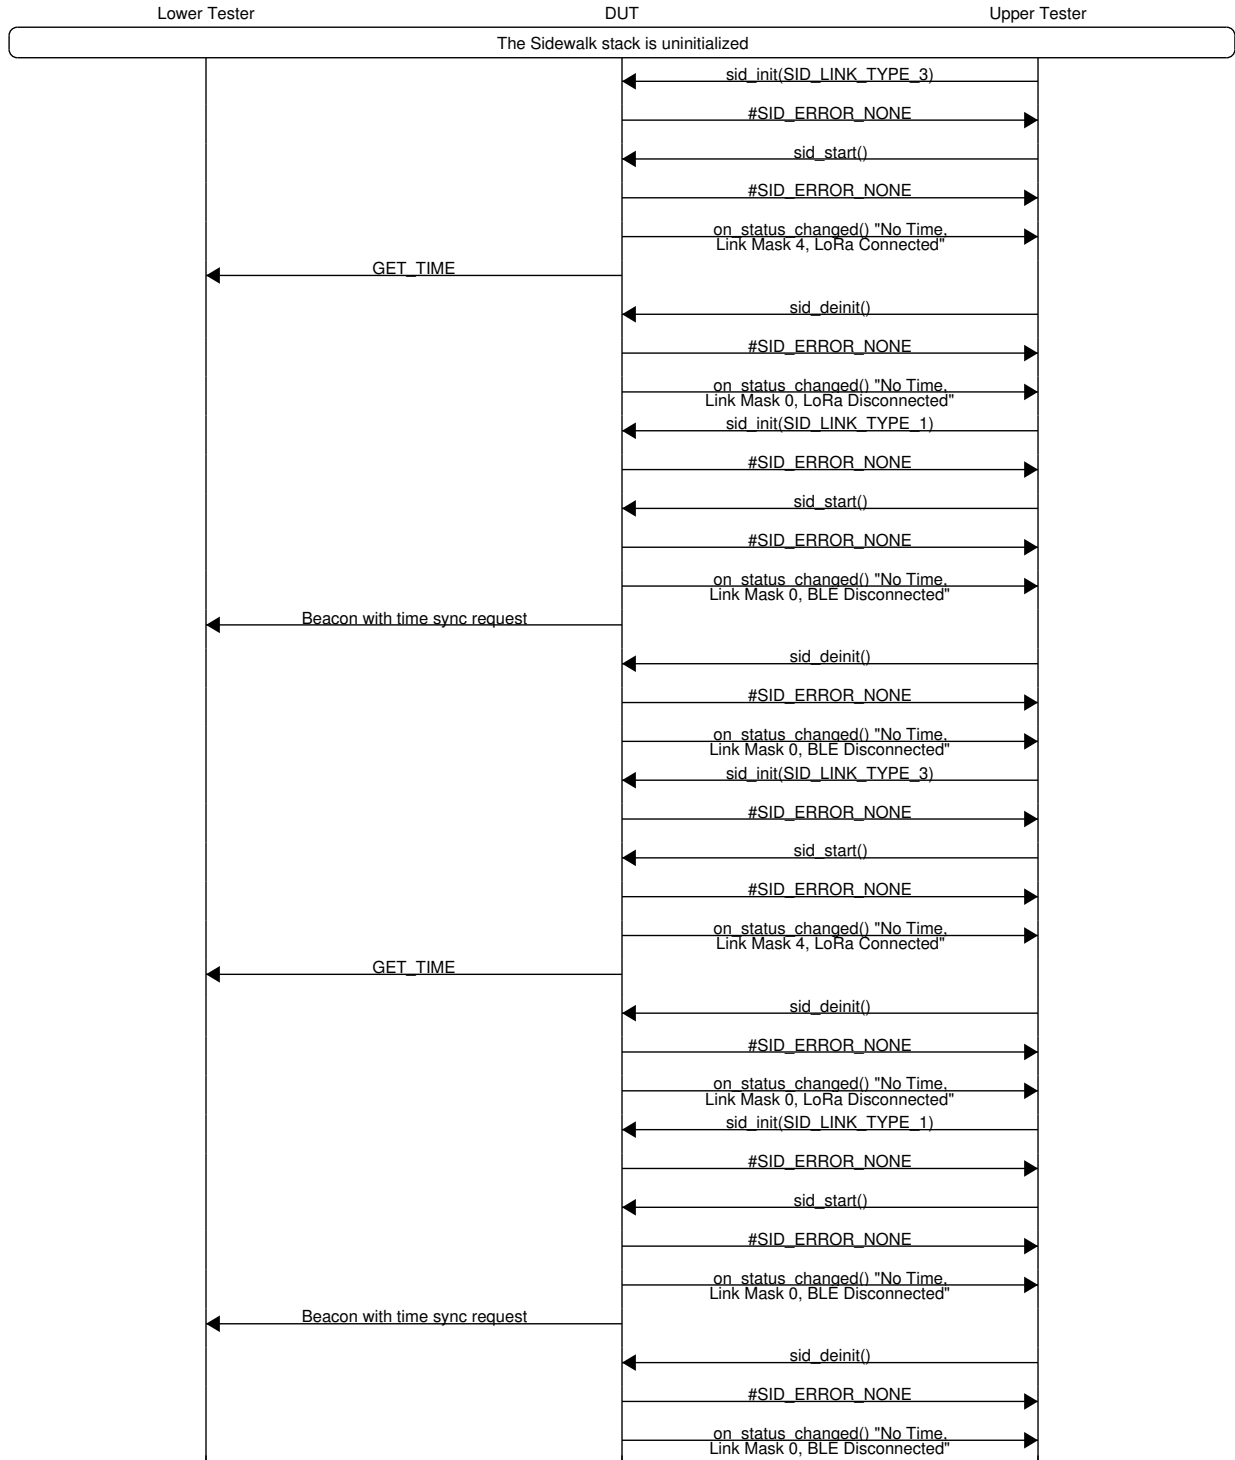 Lower Tester DUT Upper Tester
The Sidewalk stack is uninitialized
sid_init(SID_LINK_TYPE_3)
#SID_ERROR_NONE
sid_start()
#SID_ERROR_NONE
on_status_changed() "No Time,
Link Mask 4, LoRa Connected"
GET_TIME
sid_deinit()
#SID_ERROR_NONE
on_status_changed() "No Time,
Link Mask 0, LoRa Disconnected"
sid_init(SID_LINK_TYPE_1)
#SID_ERROR_NONE
sid_start()
#SID_ERROR_NONE
on_status_changed() "No Time,
Link Mask 0, BLE Disconnected"
Beacon with time sync request
sid_deinit()
#SID_ERROR_NONE
on_status_changed() "No Time,
Link Mask 0, BLE Disconnected"
sid_init(SID_LINK_TYPE_3)
#SID_ERROR_NONE
sid_start()
#SID_ERROR_NONE
on_status_changed() "No Time,
Link Mask 4, LoRa Connected"
GET_TIME
sid_deinit()
#SID_ERROR_NONE
on_status_changed() "No Time,
Link Mask 0, LoRa Disconnected"
sid_init(SID_LINK_TYPE_1)
#SID_ERROR_NONE
sid_start()
#SID_ERROR_NONE
on_status_changed() "No Time,
Link Mask 0, BLE Disconnected"
Beacon with time sync request
sid_deinit()
#SID_ERROR_NONE
on_status_changed() "No Time,
Link Mask 0, BLE Disconnected"